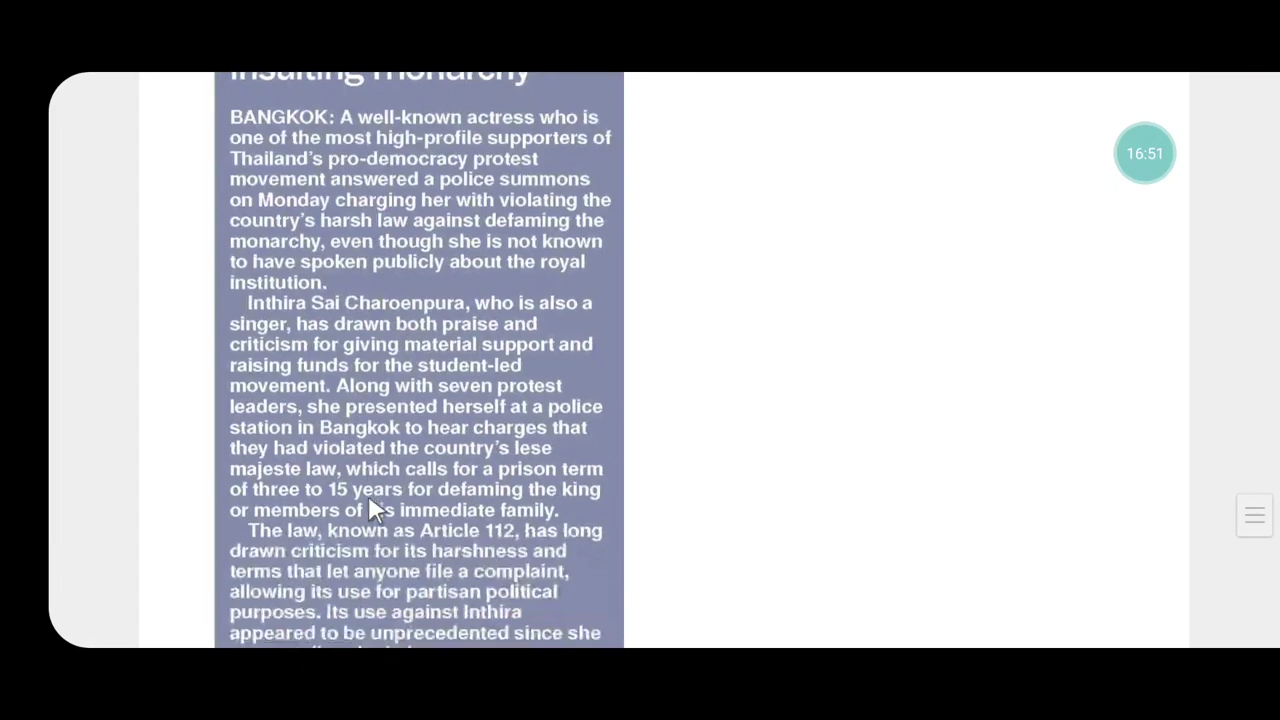 insulting monarchy
BANGKOK: A well-known actress who is
one of the most high-profile supporters of
Thailand's pro-democracy protest
movement answered a police summons
on Monday charging her with violating the
country's harsh law against defaming the
monarchy, even though she is not known
to have spoken publicly about the royal
institution.
Inthira Sai Charoenpura, who is also a
singer, has drawn both praise and
criticism for giving material support and
raising funds for the student-led
movement. Along with seven protest
leaders, she presented herself at a police
station in Bangkok to hear charges that
they had violated the country's lese
majeste law, which calls for a prison term
of three to 15 years for defaming the king
or members of his immediate family.
The law, known as Article 112, has long
drawn criticism for its harshness and
terms that let anyone file a complaint,
allowing its use for partisan political
purposes. Its use against Inthira
appeared to be unprecedented since she
16:51